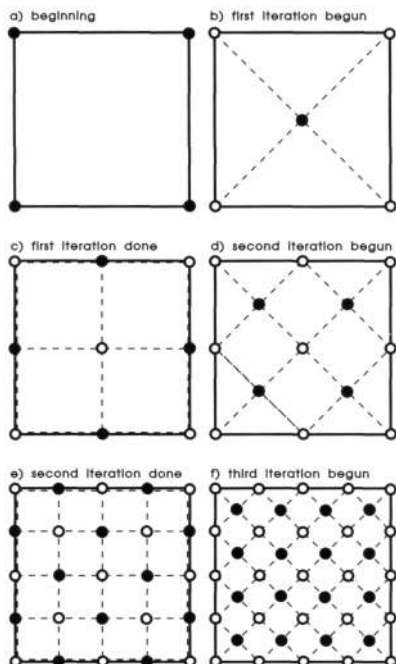 a) beginning
b) first iteration begun
c) first iteration done
d) second iteration begun
e) second iteration done
f) third iteration begun